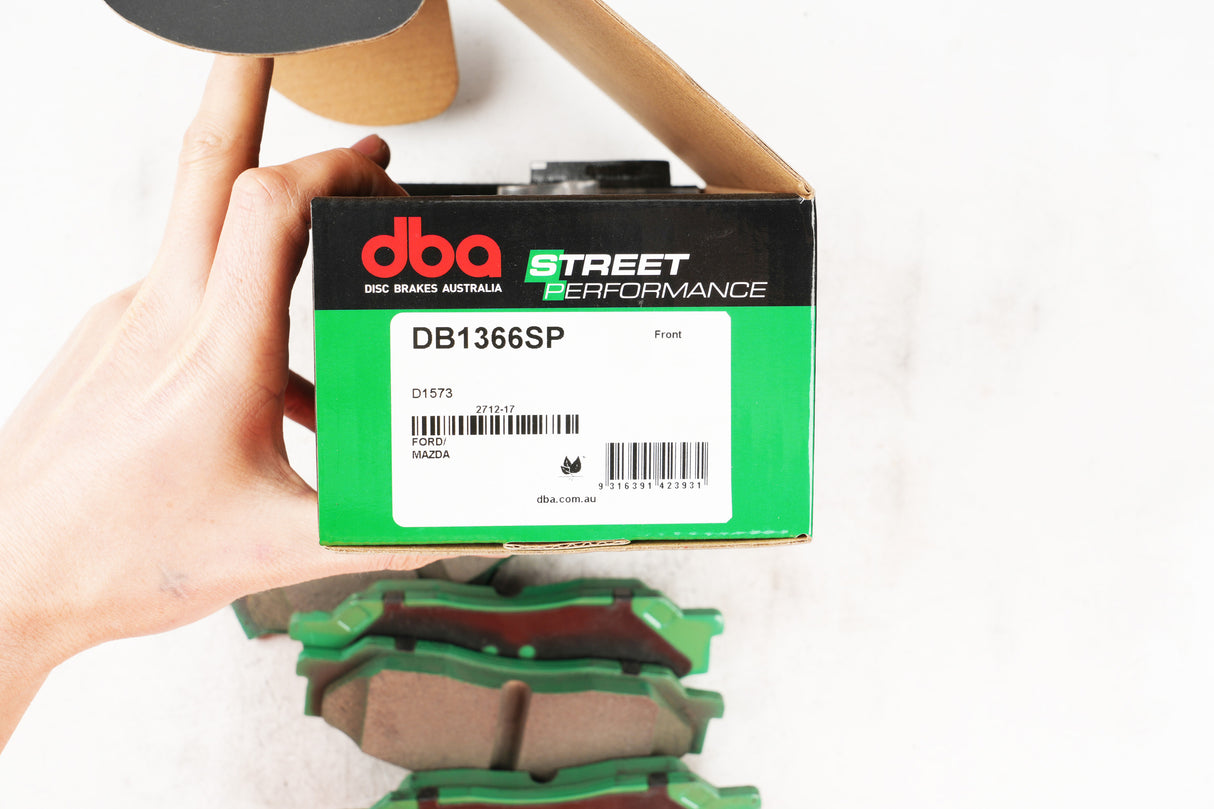 dba
DISC BRAKES AUSTRALIA
STREET
PERFORMANCE
DB1366SP
Front
D1573
2712-17
FORD/
MAZDA
9 316391 423931
dba.com.au